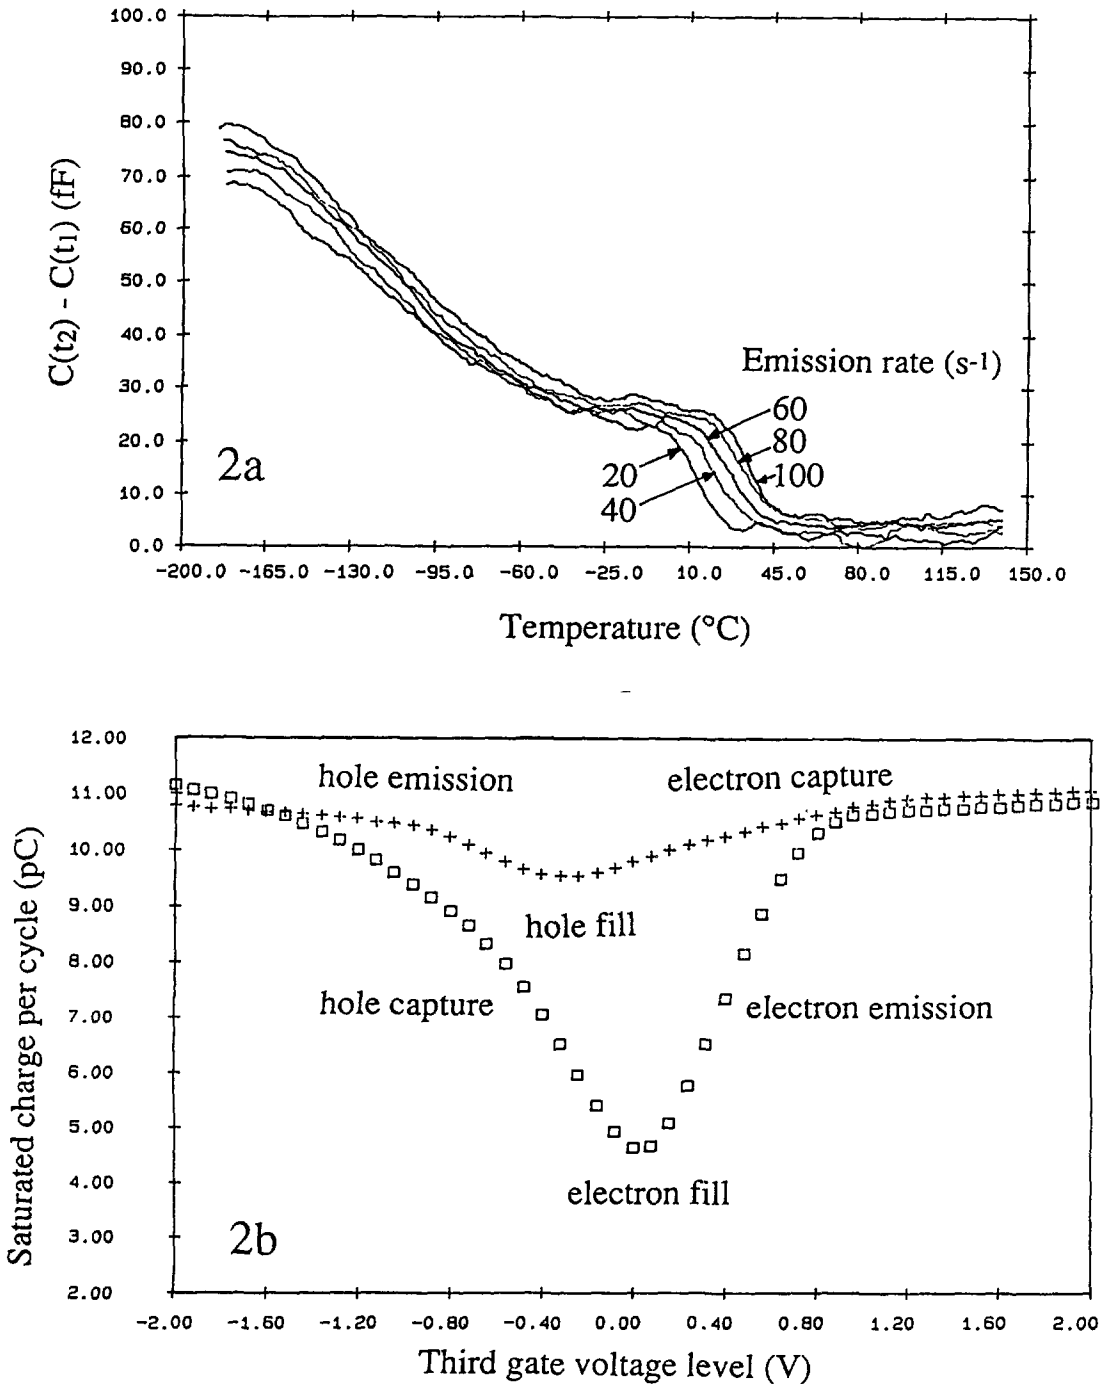 100.0
90.0
80.0
70.0
60.0
50.0
40.0
30.0
20.0
10.0
0.0
C(t2) - C(t1) (fF)
Emission rate (s-1)
60
80
100
20
40
2a
-200.0 -165.0 -130.0 -95.0 -60.0 -25.0 10.0 45.0 80.0 115.0 150.0
Temperature (°C)
12.00
11.00
10.00
9.00
8.00
7.00
6.00
5.00
4.00
3.00
2.00
Saturated charge per cycle (pC)
hole emission
electron capture
hole fill
hole capture
electron emission
electron fill
2b
-2.00 -1.60 -1.20 -0.80 -0.40 0.00 0.40 0.80 1.20 1.60 2.00
Third gate voltage level (V)